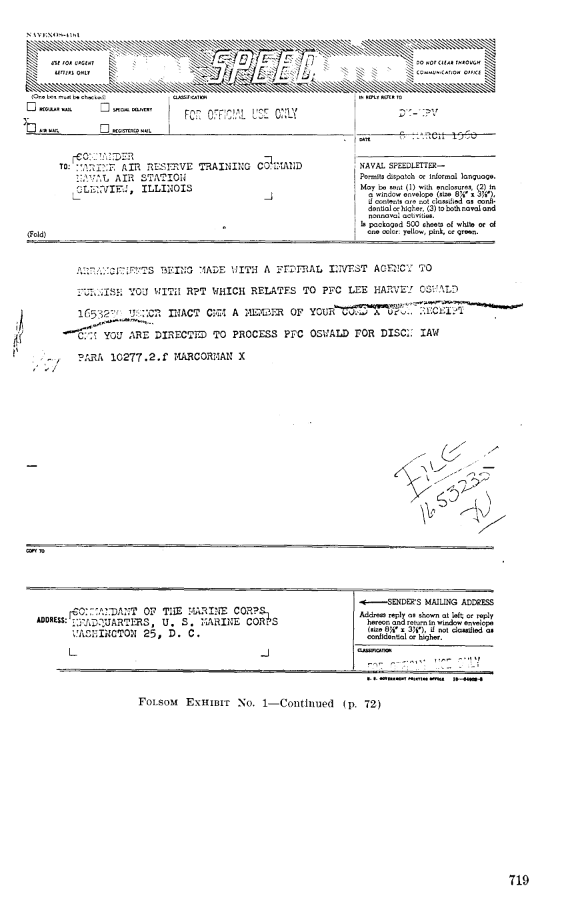 NAVEXOS-4181
USE FOR URGENT
LETTERS ONLY
NAVAL SPEED LETTER
DO NOT CLEAR THROUGH
COMMUNICATION OFFICE
(One box must be checked)
REGULAR MAIL
SPECIAL DELIVERY
X
AIR MAIL
REGISTERED MAIL
CLASSIFICATION
FOR OFFICIAL USE ONLY
IN REPLY REFER TO
DATE
8 MARCH 1960
COMMANDER
TO: MARINE AIR RESERVE TRAINING COMMAND
NAVAL AIR STATION
GLENVIEW, ILLINOIS
(Fold)
NAVAL SPEEDLETTER—
Permits dispatch or informal language.
May be sent (1) with enclosures, (2) in
a window envelope (size 8⅞" x 3⅞"),
if contents are not classified as confi-
dential or higher, (3) to both naval and
nonnaval activities.
Is packaged 500 sheets of white or of
one color: yellow, pink, or green.
ARRANGEMENTS BEING MADE WITH A FEDERAL INVEST AGENCY TO
FURNISH YOU WITH RPT WHICH RELATES TO PFC LEE HARVEY OSWALD
1653230 USMCR INACT CMM A MEMBER OF YOUR COMD X UPON RECEIPT
CMM YOU ARE DIRECTED TO PROCESS PFC OSWALD FOR DISCH IAW
PARA 10277.2.f MARCORMAN X
FILE
1653230
COPY TO
COMMANDANT OF THE MARINE CORPS
ADDRESS: HEADQUARTERS, U. S. MARINE CORPS
WASHINGTON 25, D. C.
SENDER'S MAILING ADDRESS
Address reply as shown at left; or reply
hereon and return in window envelope
(size 8⅞" x 3⅞"), if not classified as
confidential or higher.
CLASSIFICATION
FOR OFFICIAL USE ONLY
U. S. GOVERNMENT PRINTING OFFICE
FOLSOM EXHIBIT NO. 1—Continued (p. 72)
719